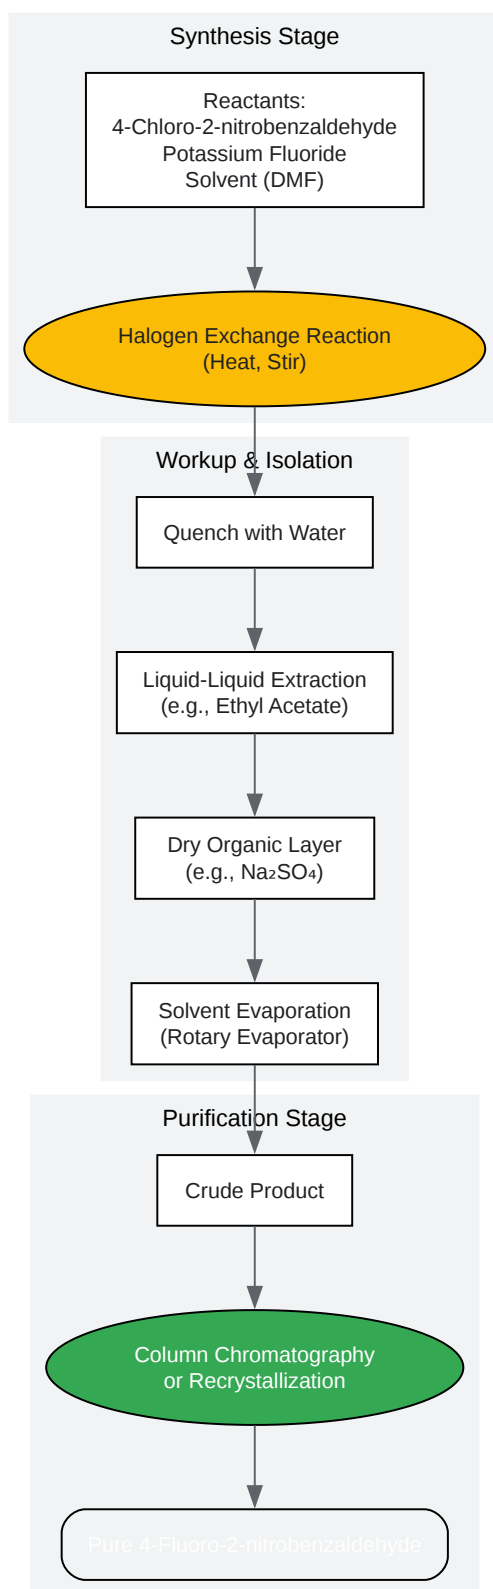 Synthesis Stage
Reactants:
4-Chloro-2-nitrobenzaldehyde
Potassium Fluoride
Solvent (DMF)
Halogen Exchange Reaction
(Heat, Stir)
Workup & Isolation
Quench with Water
Liquid-Liquid Extraction
(e.g., Ethyl Acetate)
Dry Organic Layer
(e.g., Na₂SO₄)
Solvent Evaporation
(Rotary Evaporator)
Purification Stage
Crude Product
Column Chromatography
or Recrystallization
Pure 4-Fluoro-2-nitrobenzaldehyde